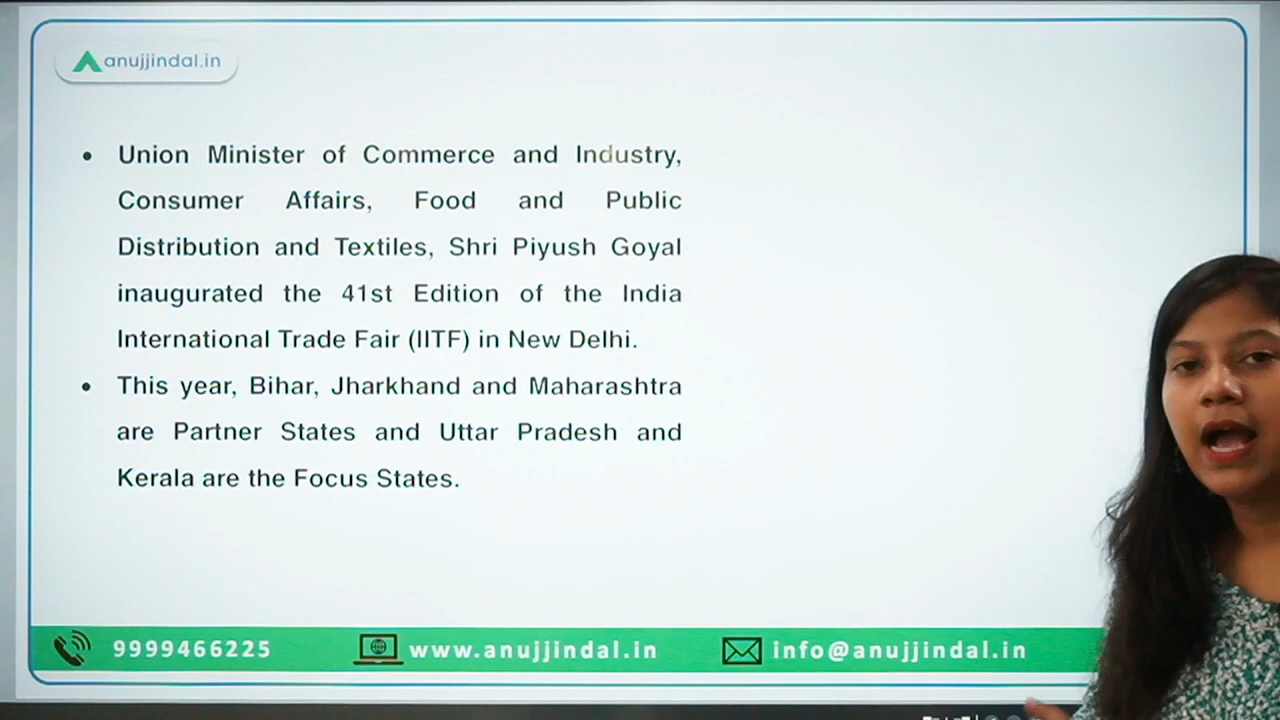 anujjindal.in
• Union Minister of Commerce and Industry,
Consumer Affairs, Food and Public
Distribution and Textiles, Shri Piyush Goyal
inaugurated the 41st Edition of the India
International Trade Fair (IITF) in New Delhi.
• This year, Bihar, Jharkhand and Maharashtra
are Partner States and Uttar Pradesh and
Kerala are the Focus States.
9999466225 www.anujjindal.in info@anujjindal.in